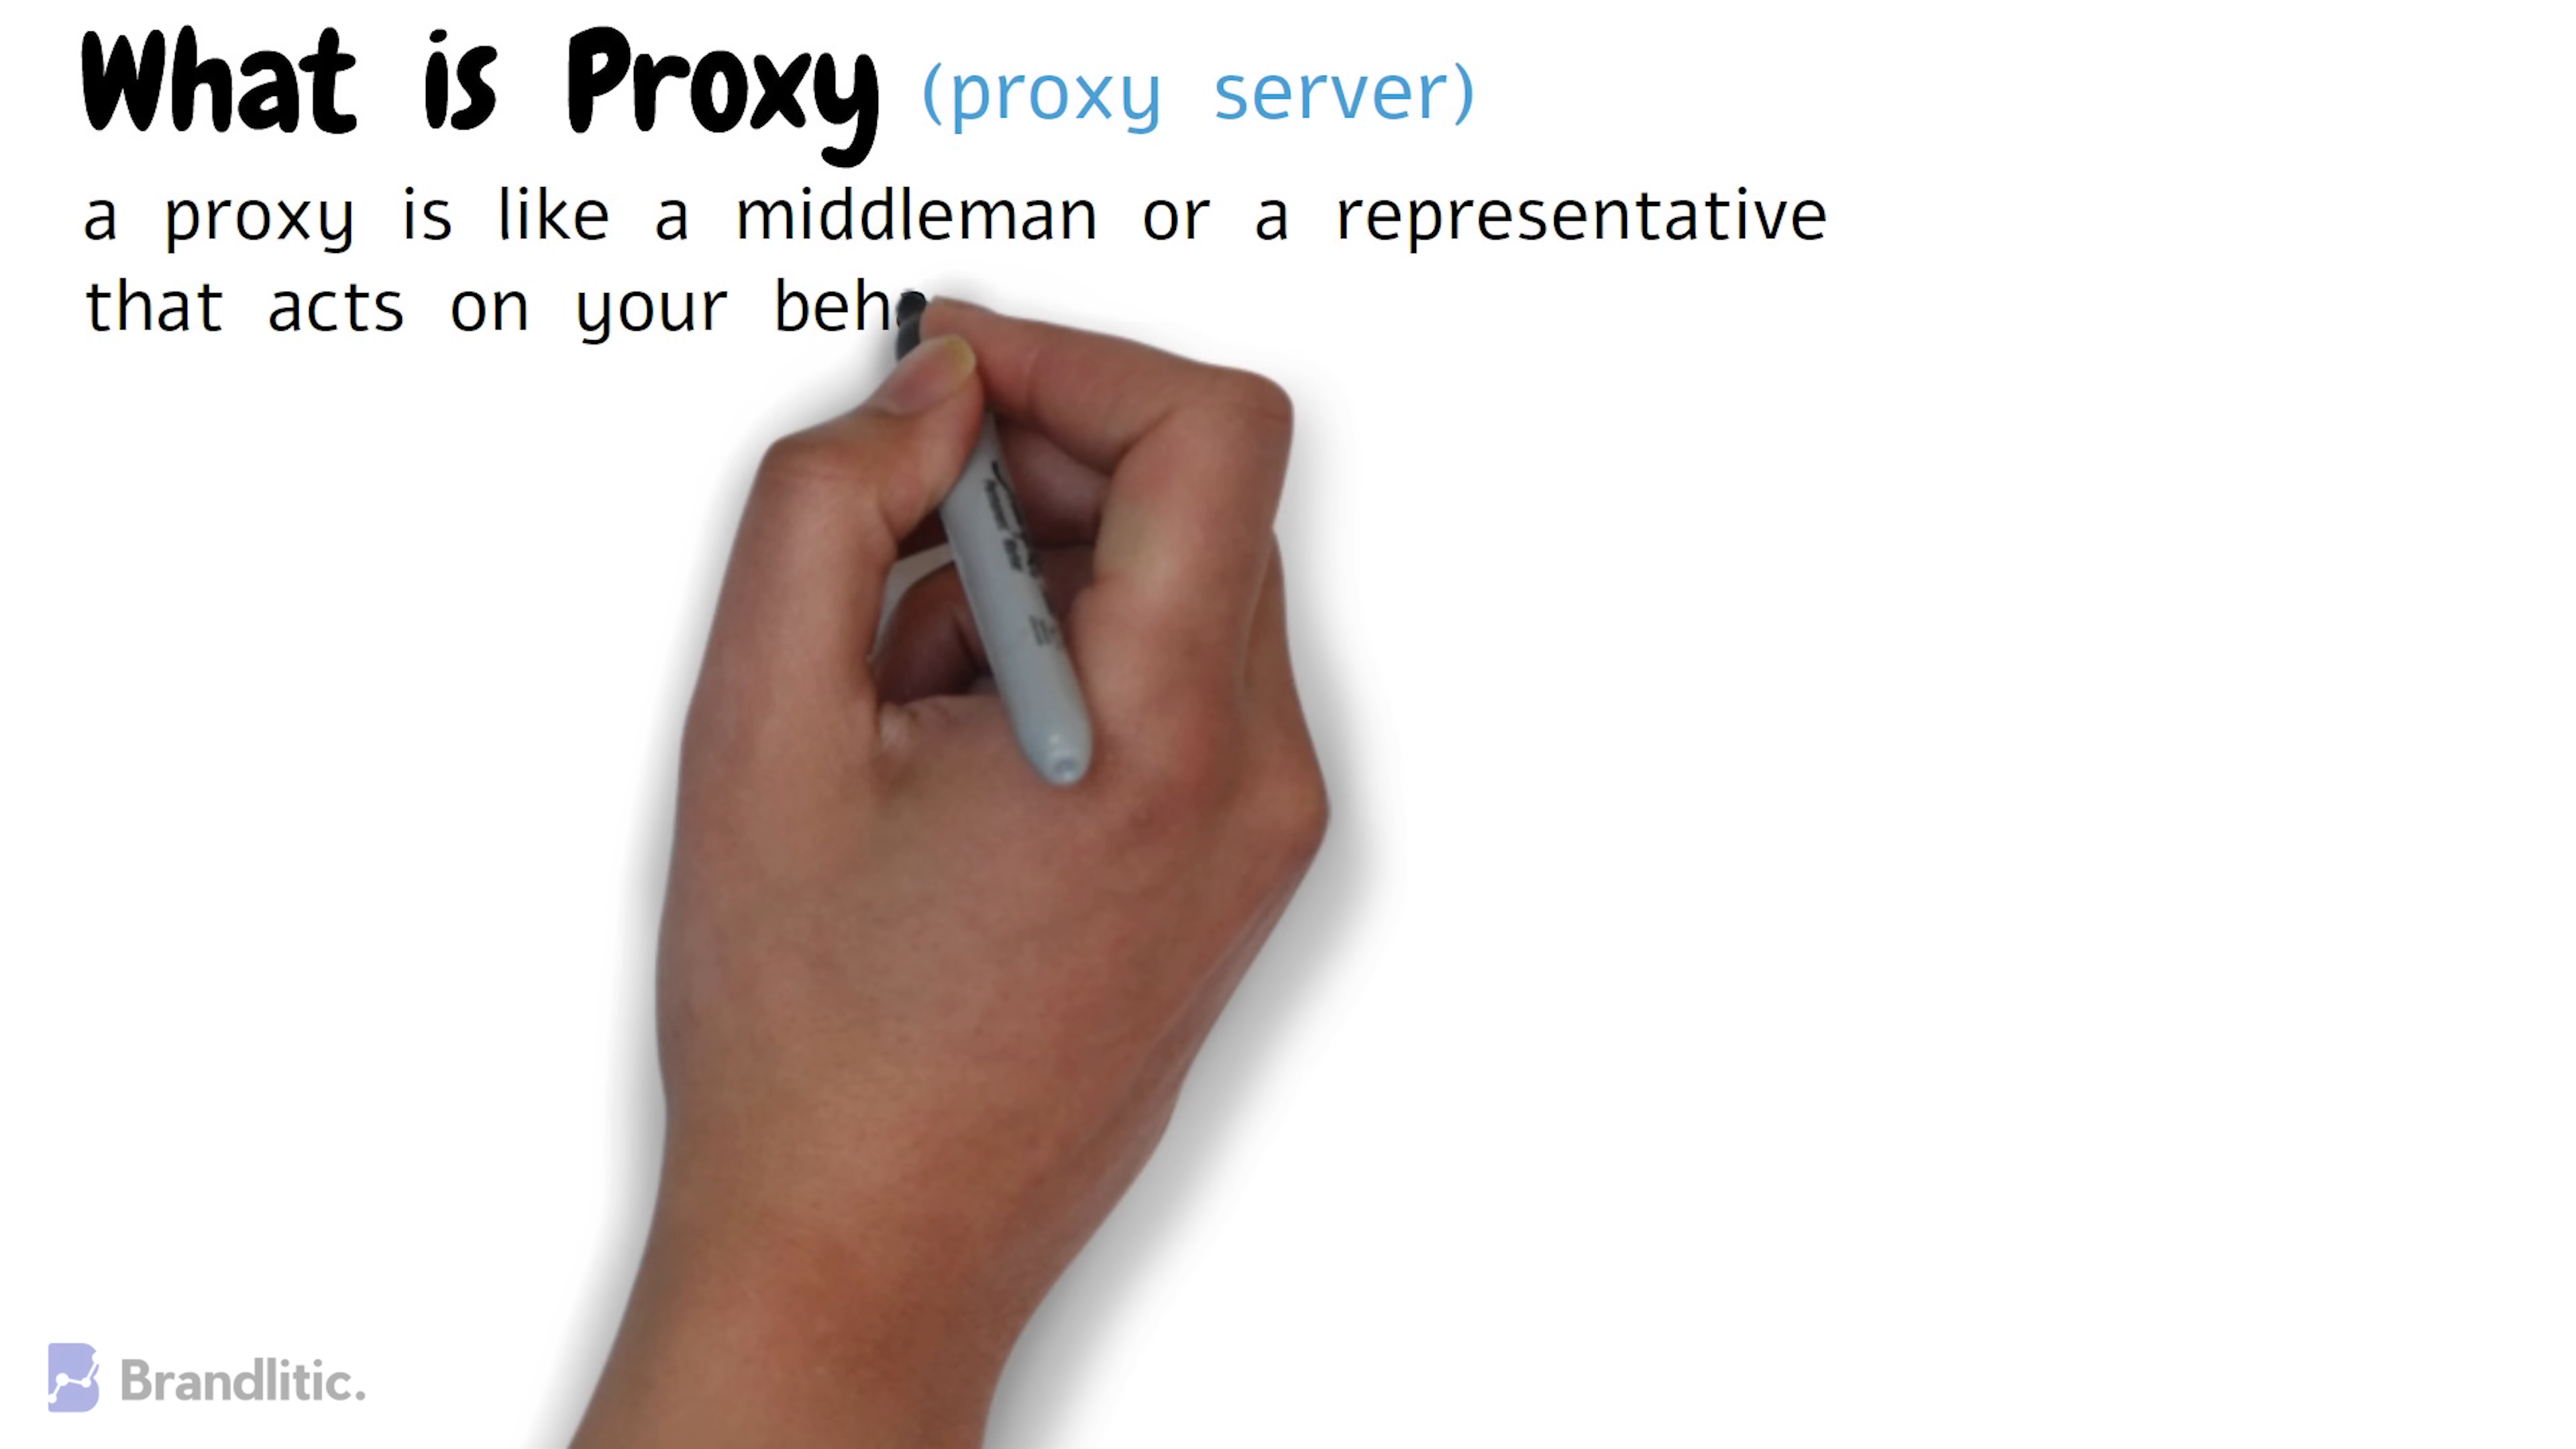 What is Proxy (proxy server)
a proxy is like a middleman or a representative
that acts on your beh
Brandlitic.